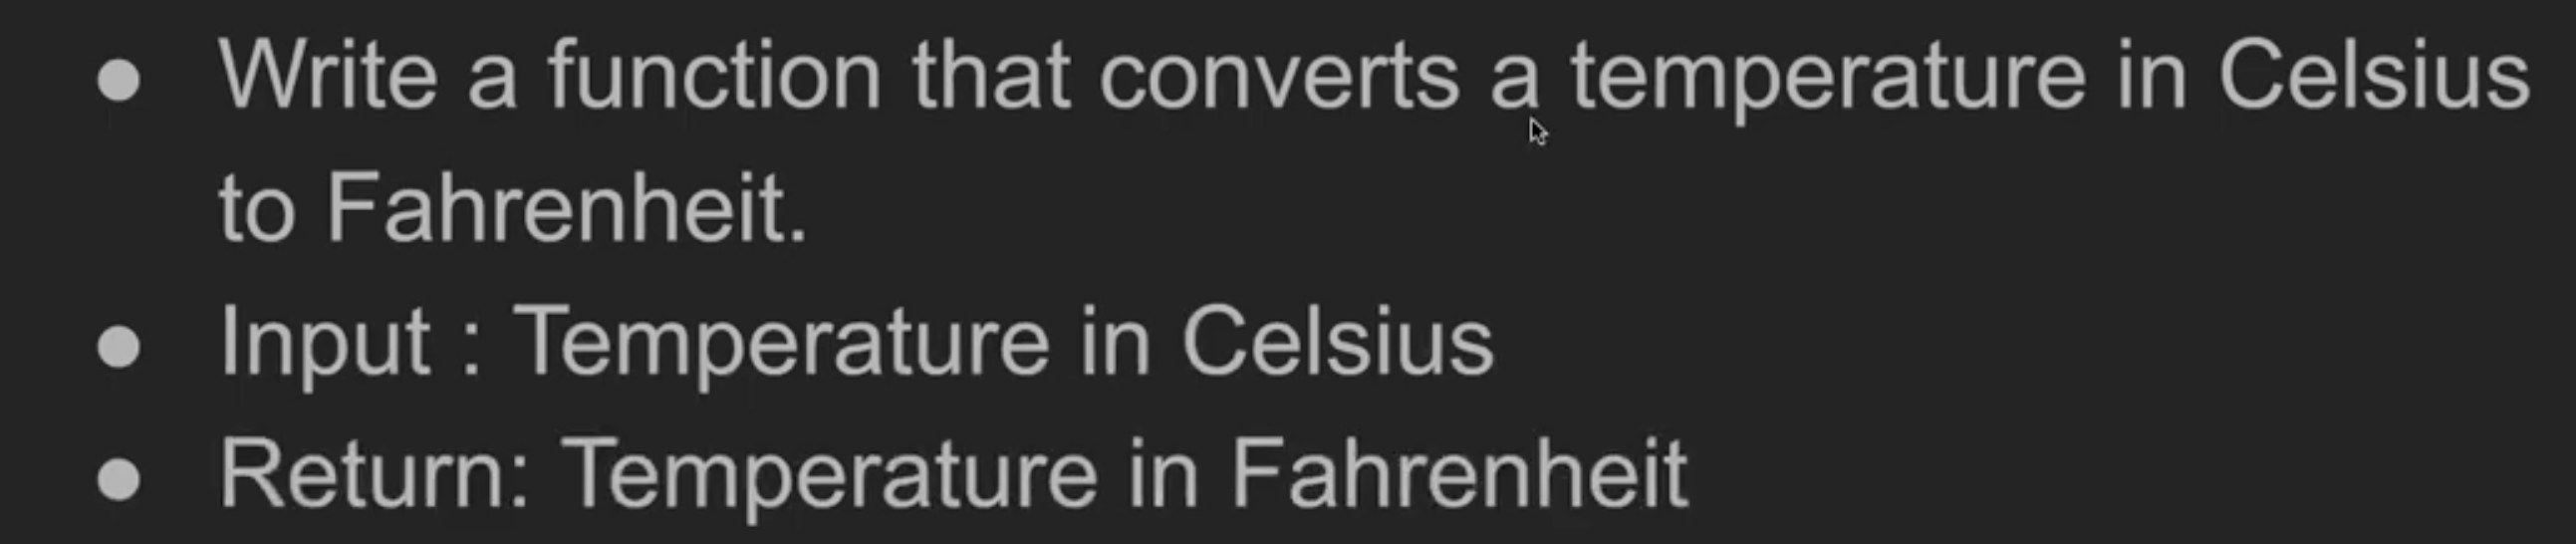 ● Write a function that converts a temperature in Celsius
to Fahrenheit.
● Input : Temperature in Celsius
● Return: Temperature in Fahrenheit